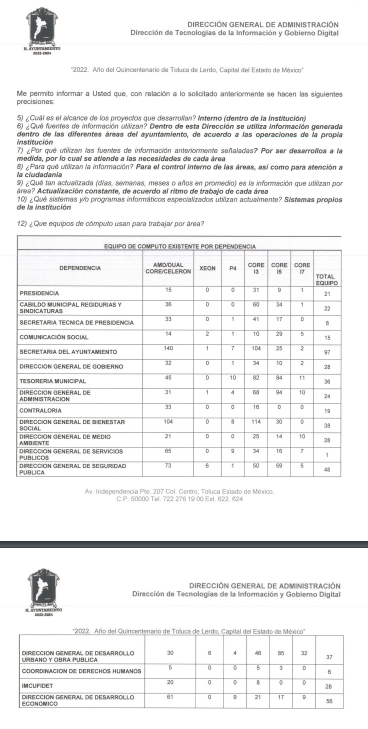 DIRECCIÓN GENERAL DE ADMINISTRACIÓN
Dirección de Tecnologías de la Información y Gobierno Digital
H. AYUNTAMIENTO
2022-2024
"2022. Año del Quincentenario de Toluca de Lerdo, Capital del Estado de México"
Me permito informar a Usted que, con relación a lo solicitado anteriormente se hacen las siguientes
precisiones:
5) ¿Cuál es el alcance de los proyectos que desarrollan? Interno (dentro de la Institución)
6) ¿Qué fuentes de información utilizan? Dentro de esta Dirección se Utiliza información generada
dentro de las diferentes áreas del ayuntamiento, de acuerdo a las operaciones de la propia
institución
7) ¿Por qué utilizan las fuentes de información anteriormente señaladas? Por ser desarrollos a la
medida, por lo cual se atiende a las necesidades de cada área
8) ¿Para qué utilizan la información? Para el control interno de las áreas, así como para atención a
la ciudadanía
9) ¿Qué tan actualizada (días, semanas, meses o años en promedio) es la información que utilizan por
área? Actualización constante, de acuerdo al ritmo de trabajo de cada área
10) ¿Qué sistemas y/o programas informáticos especializados utilizan actualmente? Sistemas propios
de la institución
12) ¿Que equipos de cómputo usan para trabajar por área?
EQUIPO DE COMPUTO EXISTENTE POR DEPENDENCIA
DEPENDENCIA AMD/DUAL CORE/CELERON XEON P4 CORE I3 CORE I5 CORE I7 TOTAL EQUIPO
PRESIDENCIA 15 0 0 31 9 1 21
CABILDO MUNICIPAL REGIDURIAS Y SINDICATURAS 36 0 0 60 34 1 22
SECRETARIA TECNICA DE PRESIDENCIA 33 0 1 41 17 0 8
COMUNICACIÓN SOCIAL 14 2 1 10 29 5 15
SECRETARIA DEL AYUNTAMIENTO 140 1 7 104 25 2 97
DIRECCION GENERAL DE GOBIERNO 32 0 1 34 10 2 28
TESORERIA MUNICIPAL 45 0 10 82 84 11 36
DIRECCION GENERAL DE ADMINISTRACION 31 1 4 68 94 10 24
CONTRALORIA 33 0 0 16 0 0 19
DIRECCION GENERAL DE BIENESTAR SOCIAL 104 0 8 114 30 0 38
DIRECCION GENERAL DE MEDIO AMBIENTE 21 0 0 25 14 10 28
DIRECCION GENERAL DE SERVICIOS PUBLICOS 65 0 9 34 16 7 1
DIRECCION GENERAL DE SEGURIDAD PUBLICA 73 6 1 50 59 5 48
Av. Independencia Pte. 207 Col. Centro, Toluca Estado de México.
C.P. 50000 Tel. 722 276 19 00 Ext. 622, 624
DIRECCIÓN GENERAL DE ADMINISTRACIÓN
Dirección de Tecnologías de la Información y Gobierno Digital
H. AYUNTAMIENTO
2022-2024
"2022. Año del Quincentenario de Toluca de Lerdo, Capital del Estado de México"
DIRECCION GENERAL DE DESARROLLO URBANO Y OBRA PUBLICA 30 6 4 46 85 32 37
COORDINACION DE DERECHOS HUMANOS 5 0 0 5 3 0 6
IMCUFIDET 20 0 0 8 0 0 28
DIRECCION GENERAL DE DESARROLLO ECONOMICO 61 0 9 21 17 9 56